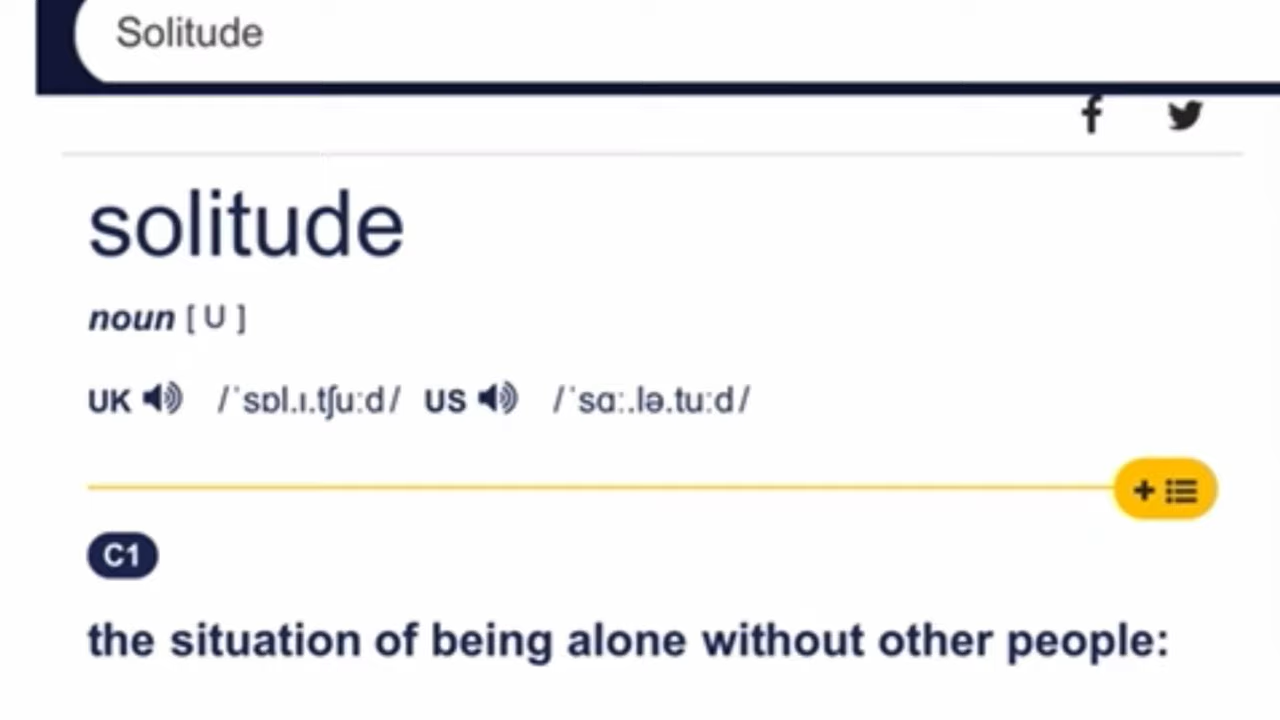 Solitude
solitude
noun [ U ]
UK /ˈsɒl.ɪ.tʃuːd/ US /ˈsɑː.lə.tuːd/
C1
the situation of being alone without other people: